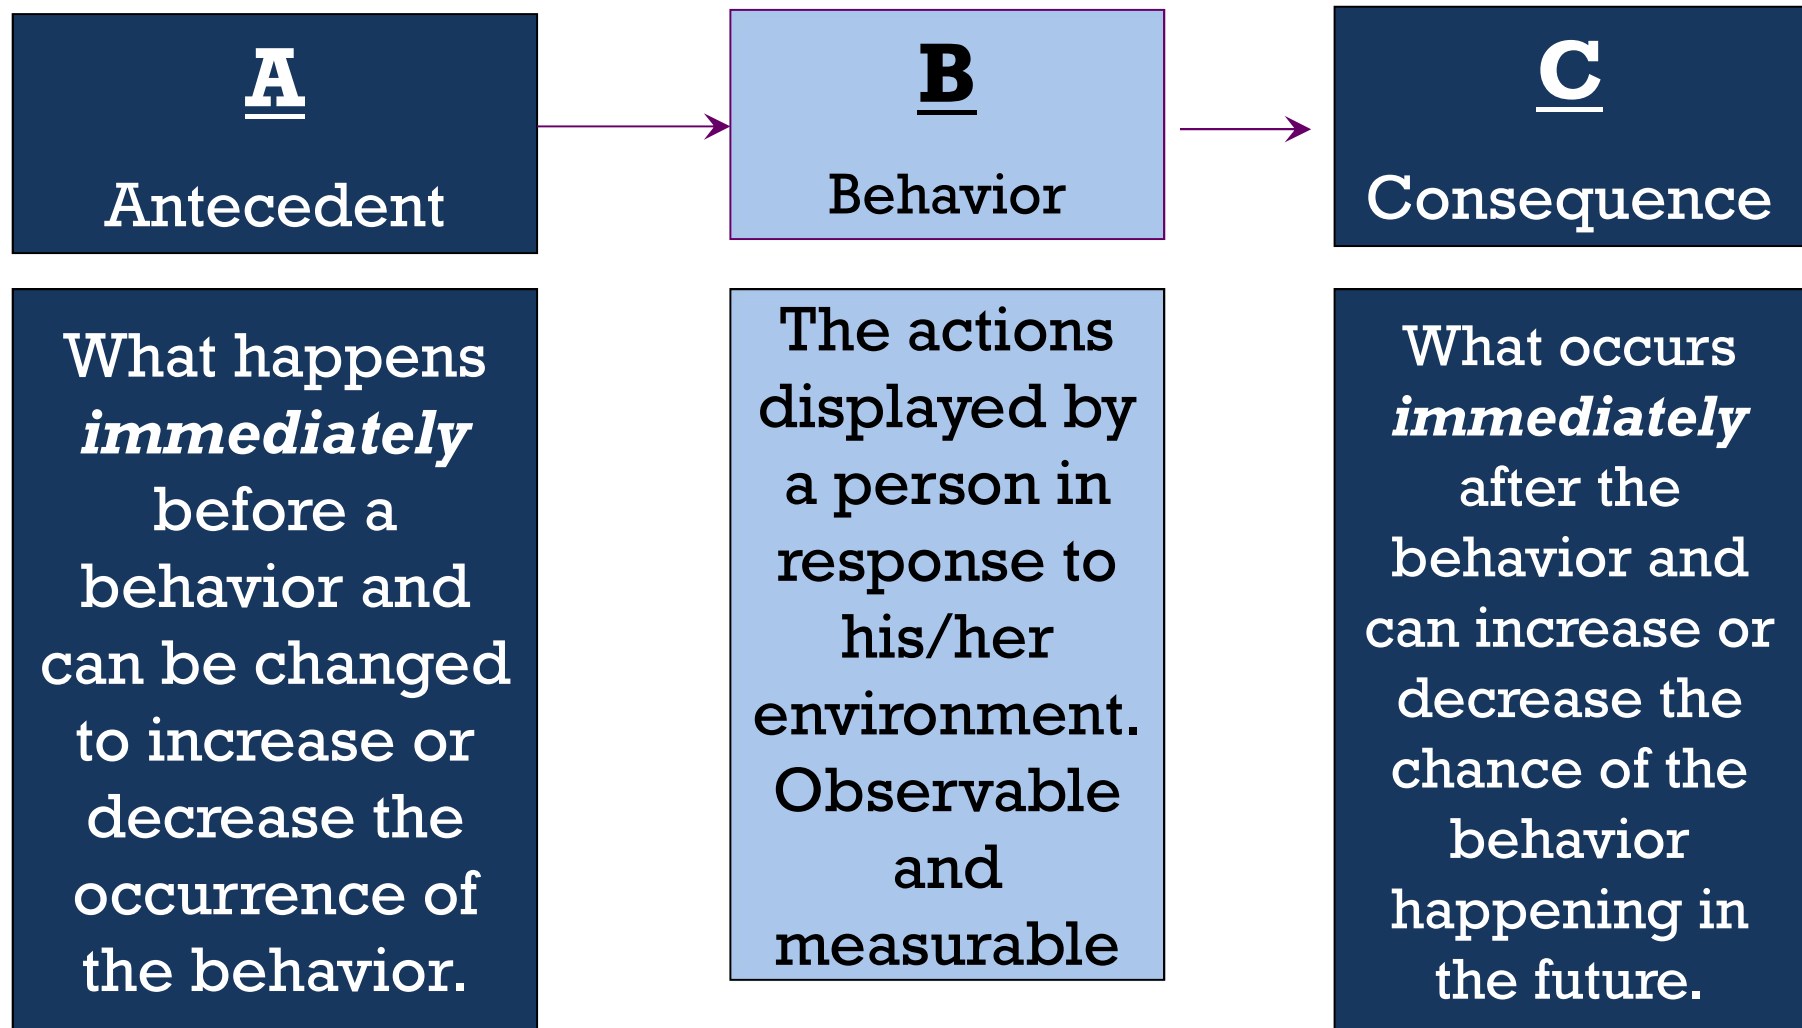 A
Antecedent
B
Behavior
C
Consequence
What happens
immediately
before a
behavior and
can be changed
to increase or
decrease the
occurrence of
the behavior.
The actions
displayed by
a person in
response to
his/her
environment.
Observable
and
measurable
What occurs
immediately
after the
behavior and
can increase or
decrease the
chance of the
behavior
happening in
the future.